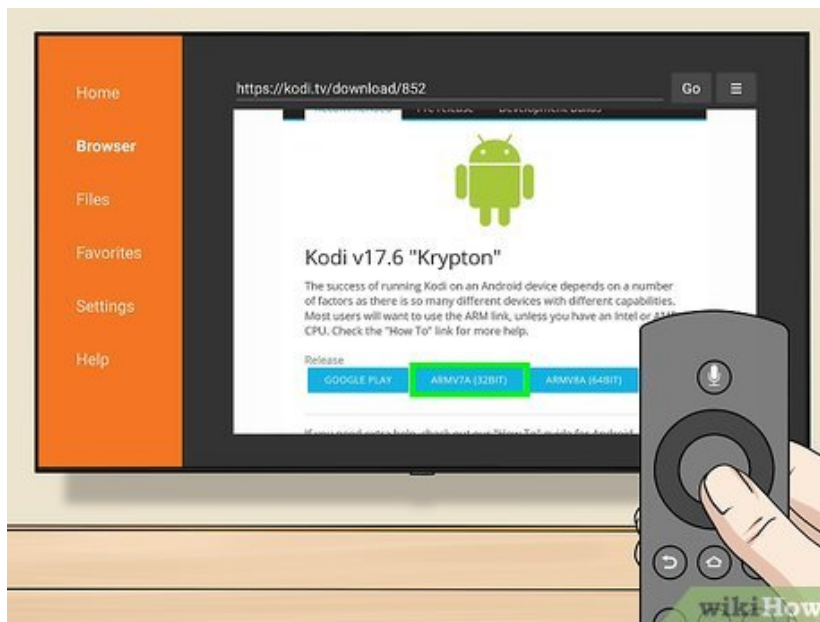 Home
Browser
Files
Favorites
Settings
Help
https://kodi.tv/download/852
Go
Kodi v17.6 "Krypton"
The success of running Kodi on an Android device depends on a number
of factors as there is so many different devices with different capabilities.
Most users will want to use the ARM link, unless you have an Intel or
CPU. Check the "How To" link for more help.
Release
GOOGLE PLAY
ARMV7A (32BIT)
ARMV8A (64BIT)
wikiHow